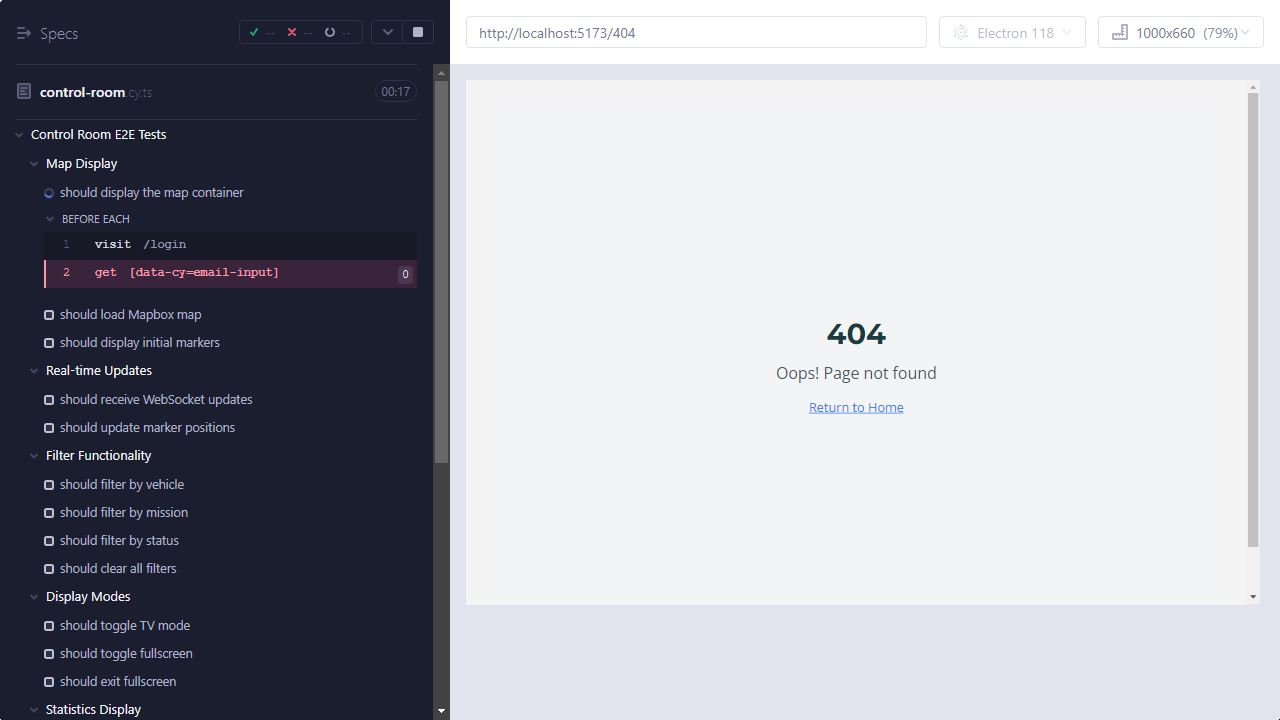 Specs
-- -- --
control-room.cy.ts
00:17
Control Room E2E Tests
Map Display
should display the map container
BEFORE EACH
1 visit /login
2 get [data-cy=email-input] 0
should load Mapbox map
should display initial markers
Real-time Updates
should receive WebSocket updates
should update marker positions
Filter Functionality
should filter by vehicle
should filter by mission
should filter by status
should clear all filters
Display Modes
should toggle TV mode
should toggle fullscreen
should exit fullscreen
Statistics Display
http://localhost:5173/404
Electron 118
1000x660 (79%)
404
Oops! Page not found
Return to Home